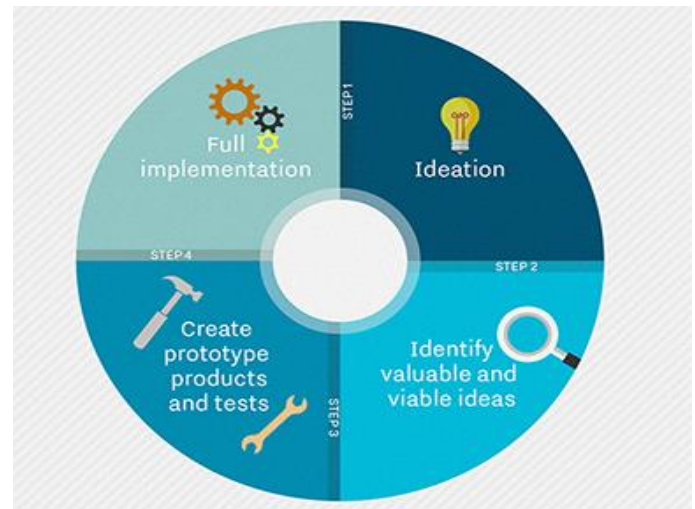 STEP 1
Ideation
STEP 2
Identify
valuable and
viable ideas
STEP 3
Create
prototype
products
and tests
STEP 4
Full
implementation